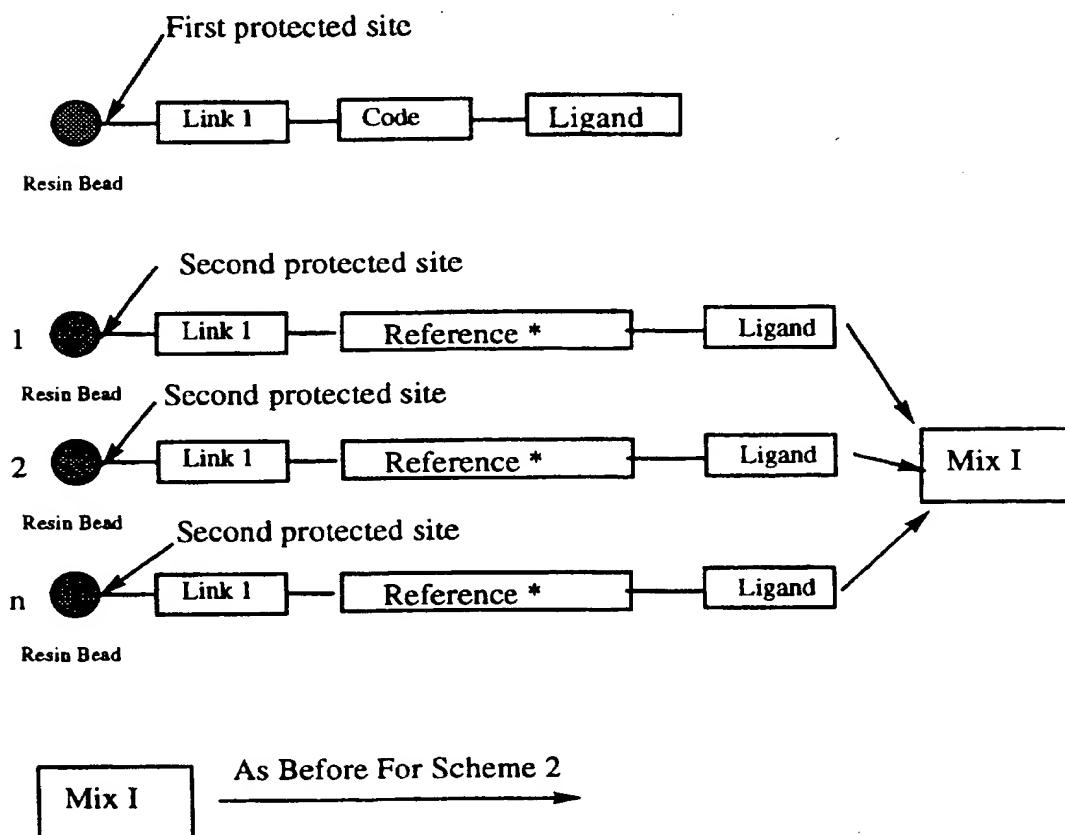 First protected site
Link 1 Code Ligand
Resin Bead
Second protected site
1 Link 1 Reference * Ligand
Resin Bead
Second protected site
2 Link 1 Reference * Ligand
Mix I
Resin Bead
Second protected site
n Link 1 Reference * Ligand
Resin Bead
As Before For Scheme 2
Mix I